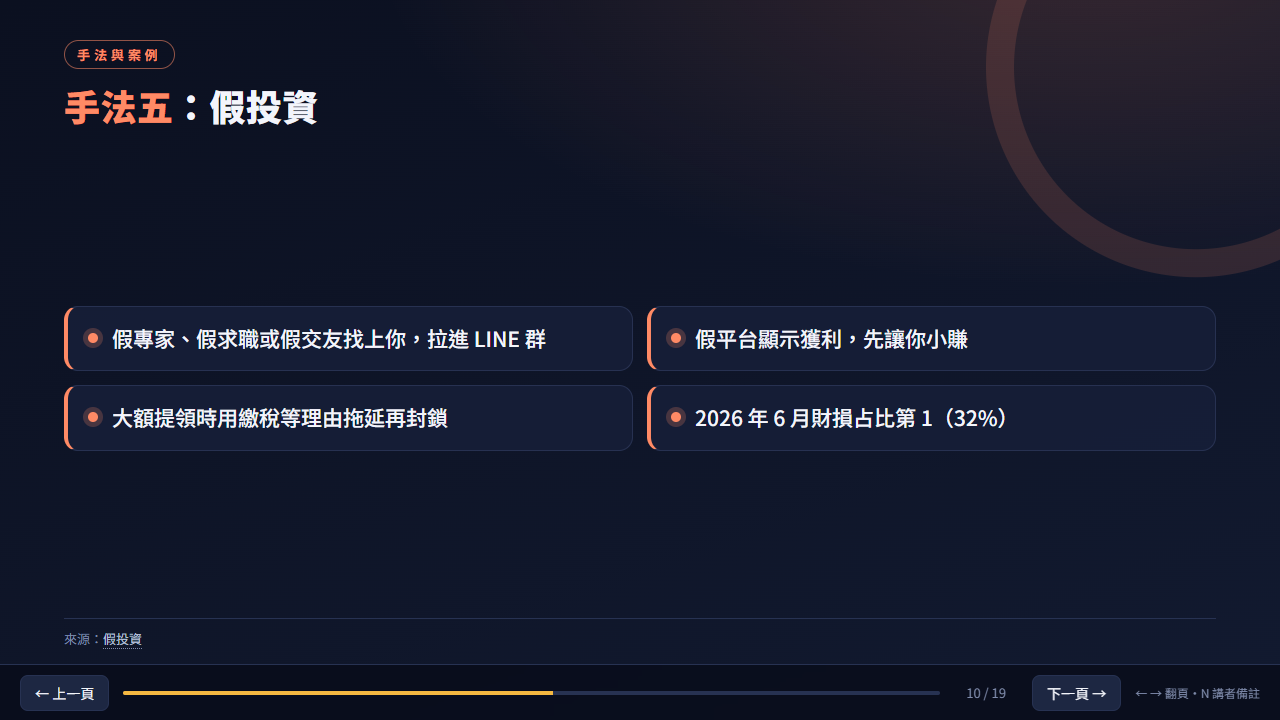 手法與案例
手法五：假投資
假專家、假求職或假交友找上你，拉進 LINE 群
假平台顯示獲利，先讓你小賺
大額提領時用繳稅等理由拖延再封鎖
2026 年 6 月財損占比第 1（32%）
來源：假投資
← 上一頁
10 / 19
下一頁 →
← → 翻頁・N 講者備註